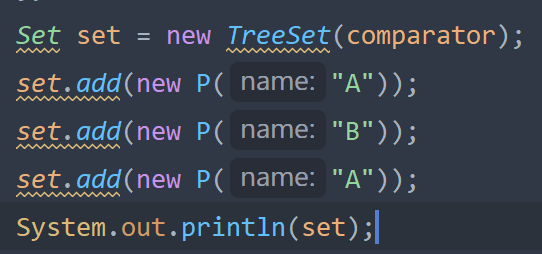 Set set = new TreeSet(comparator);
set.add(new P( name: "A"));
set.add(new P( name: "B"));
set.add(new P( name: "A"));
System.out.println(set);